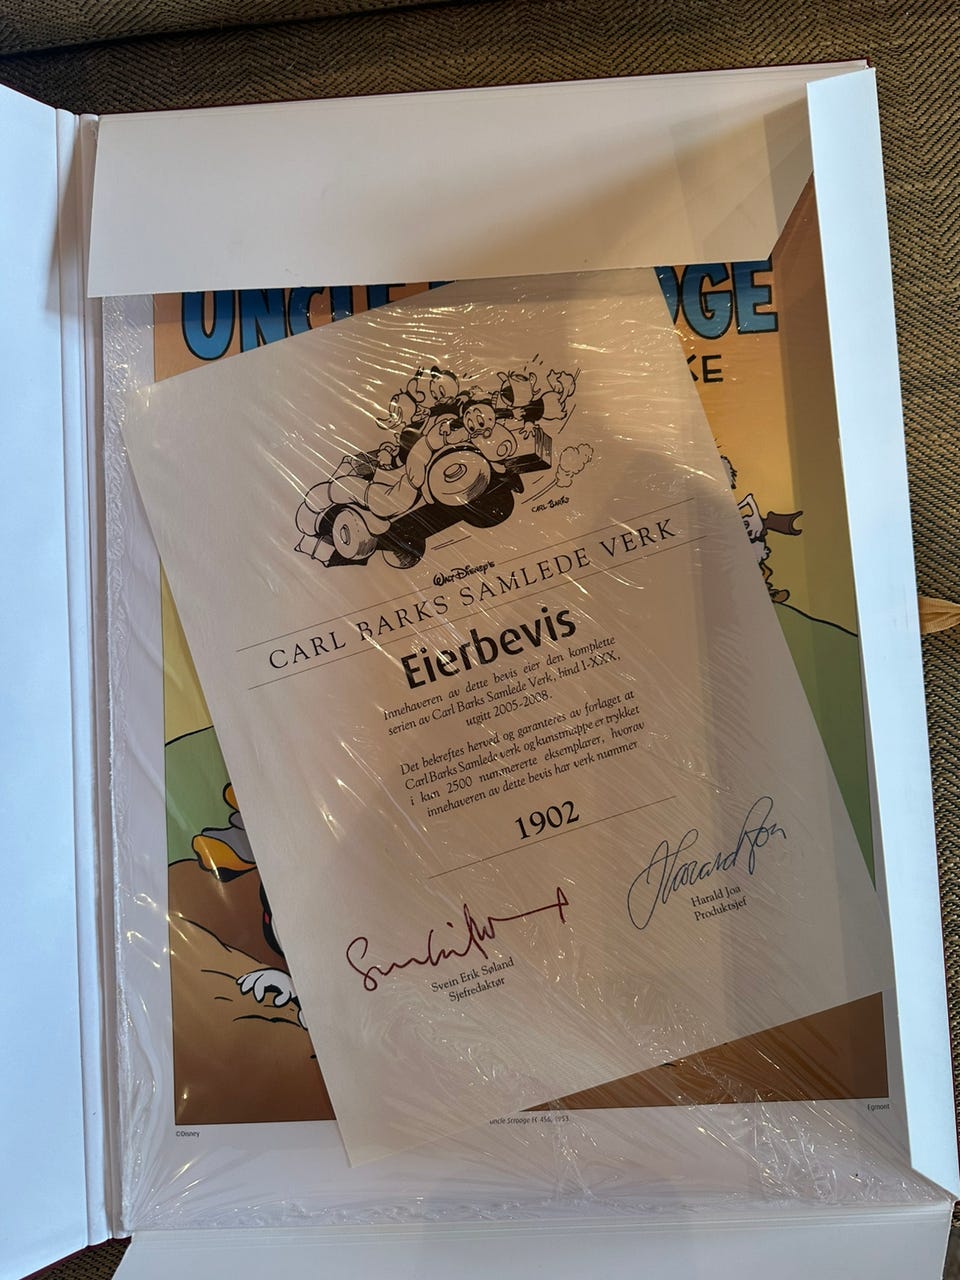 UNCLE DGE
KE
CARL BARKS
WALT DISNEY'S
CARL BARKS SAMLEDE VERK
Eierbevis
Innehaveren av dette bevis eier den komplette
serien av Carl Barks Samlede Verk, bind I-XXX,
utgitt 2005-2008.
Det bekreftes herved og garanteres av forlaget at
Carl Barks Samlede verk og kunstmappe er trykket
i kun 2500 nummererte eksemplarer, hvorav
innehaveren av dette bevis har verk nummer
1902
Harald Joa
Harald Joa
Produktsjef
Svein Erik Søland
Sjefredaktør
©Disney
Uncle Scrooge FC 456, 1953.
Egmont